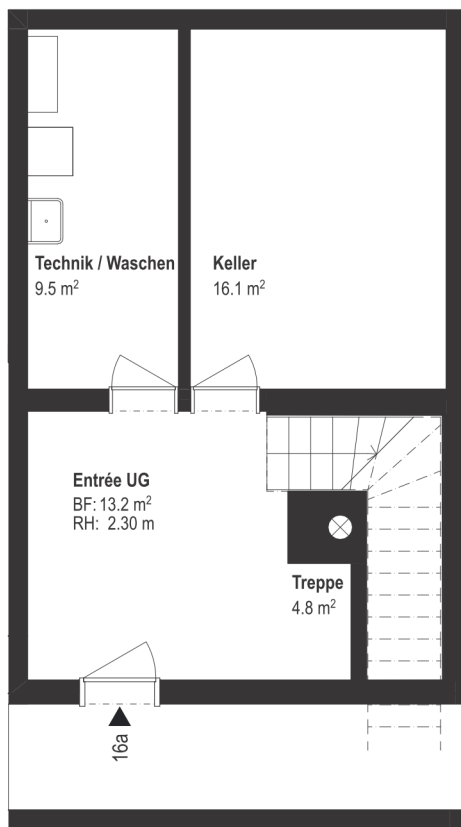 Technik / Waschen
9.5 m²
Keller
16.1 m²
Entrée UG
BF: 13.2 m²
RH: 2.30 m
Treppe
4.8 m²
16a